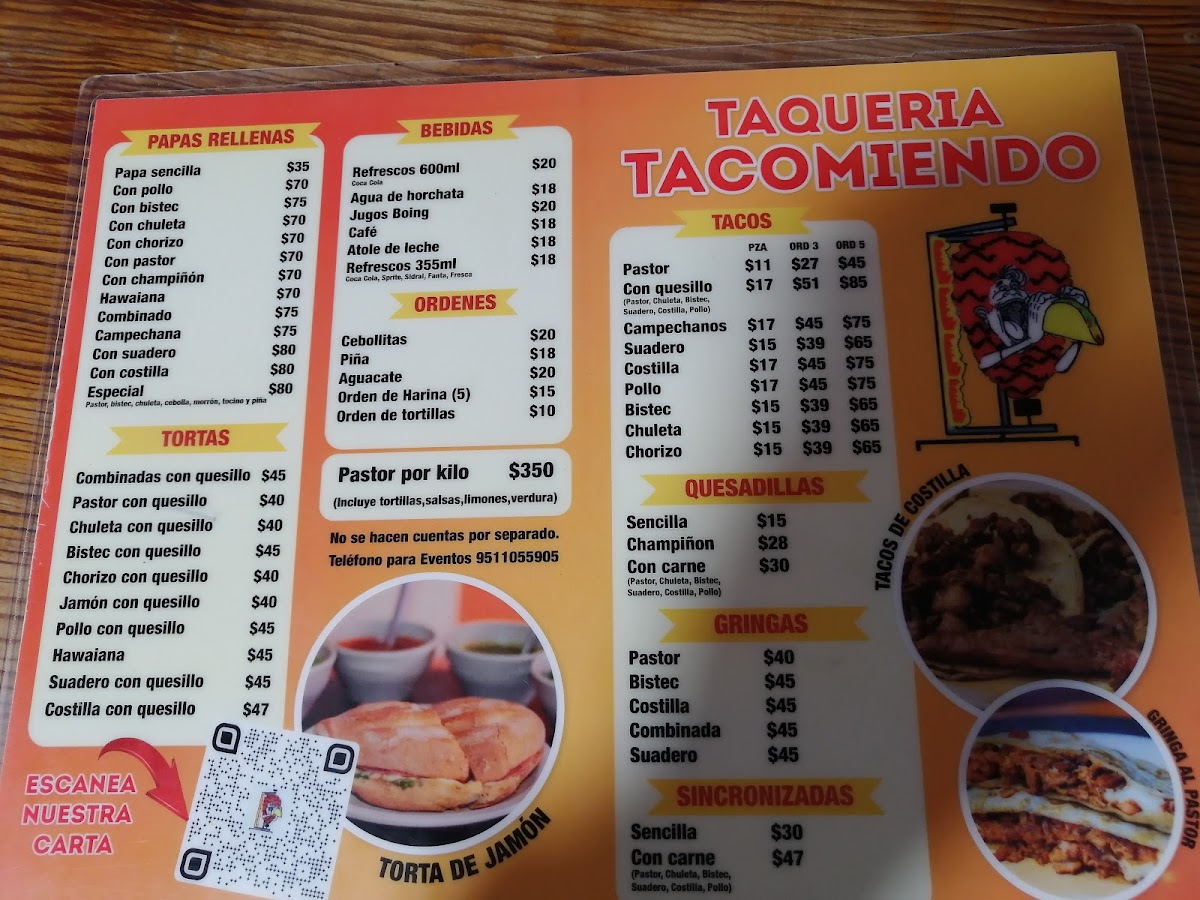 PAPAS RELLENAS
Papa sencilla $35
Con pollo $70
Con bistec $75
Con chuleta $70
Con chorizo $70
Con pastor $70
Con champiñón $70
Hawaiana $70
Combinado $75
Campechana $75
Con suadero $80
Con costilla $80
Especial $80
Pastor, bistec, chuleta, cebolla, morrón, tocino y piña
TORTAS
Combinadas con quesillo $45
Pastor con quesillo $40
Chuleta con quesillo $40
Bistec con quesillo $45
Chorizo con quesillo $40
Jamón con quesillo $40
Pollo con quesillo $45
Hawaiana $45
Suadero con quesillo $45
Costilla con quesillo $47
ESCANEA
NUESTRA
CARTA
BEBIDAS
Refrescos 600ml $20
Coca Cola
Agua de horchata $18
Jugos Boing $20
Café $18
Atole de leche $18
Refrescos 355ml $18
Coca Cola, Sprite, Sidral, Fanta, Fresca
ORDENES
Cebollitas $20
Piña $18
Aguacate $20
Orden de Harina (5) $15
Orden de tortillas $10
Pastor por kilo $350
(Incluye tortillas,salsas,limones,verdura)
No se hacen cuentas por separado.
Teléfono para Eventos 9511055905
TORTA DE JAMÓN
TAQUERIA
TACOMIENDO
TACOS
PZA ORD 3 ORD 5
Pastor $11 $27 $45
Con quesillo $17 $51 $85
(Pastor, Chuleta, Bistec,
Suadero, Costilla, Pollo)
Campechanos $17 $45 $75
Suadero $15 $39 $65
Costilla $17 $45 $75
Pollo $17 $45 $75
Bistec $15 $39 $65
Chuleta $15 $39 $65
Chorizo $15 $39 $65
QUESADILLAS
Sencilla $15
Champiñon $28
Con carne $30
(Pastor, Chuleta, Bistec,
Suadero, Costilla, Pollo)
GRINGAS
Pastor $40
Bistec $45
Costilla $45
Combinada $45
Suadero $45
SINCRONIZADAS
Sencilla $30
Con carne $47
(Pastor, Chuleta, Bistec,
Suadero, Costilla, Pollo)
TACOS DE COSTILLA
GRINGA AL PASTOR